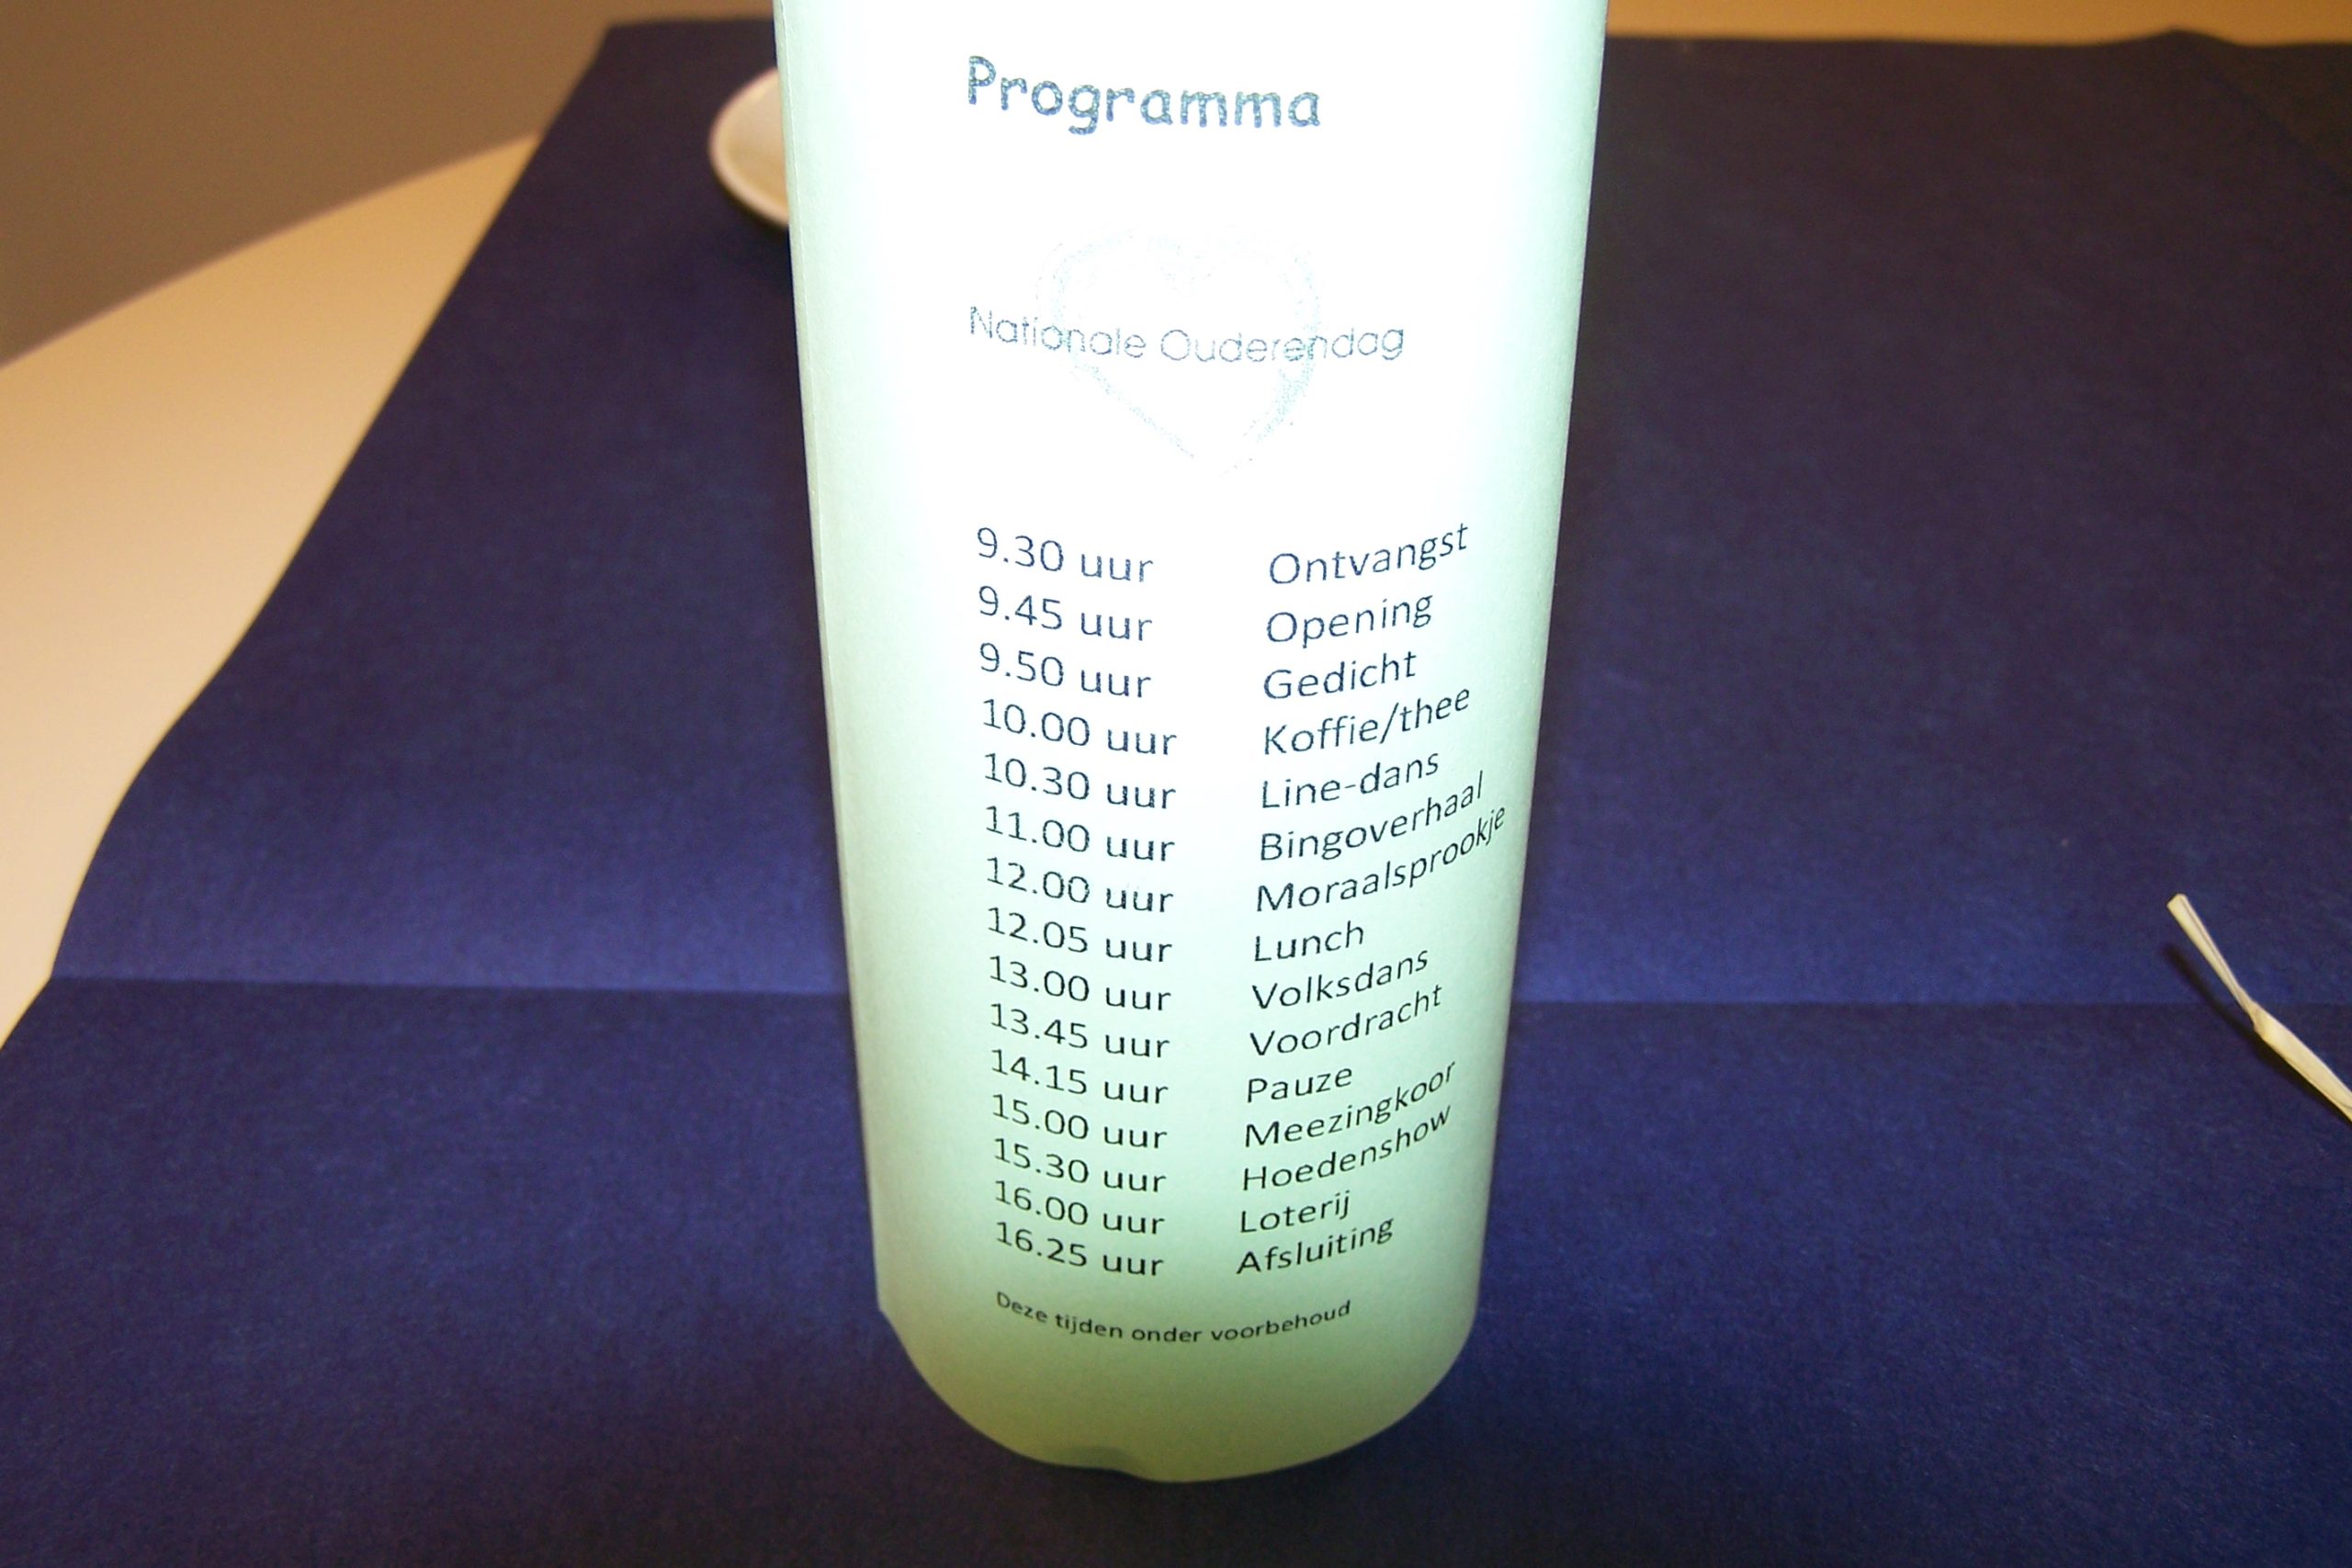 Programma
Nationale Ouderendag
9.30 uur Ontvangst
9.45 uur Opening
9.50 uur Gedicht
10.00 uur Koffie/thee
10.30 uur Line-dans
11.00 uur Bingoverhaal
12.00 uur Moraalsprookje
12.05 uur Lunch
13.00 uur Volksdans
13.45 uur Voordracht
14.15 uur Pauze
15.00 uur Meezingkoor
15.30 uur Hoedenshow
16.00 uur Loterij
16.25 uur Afsluiting
Deze tijden onder voorbehoud